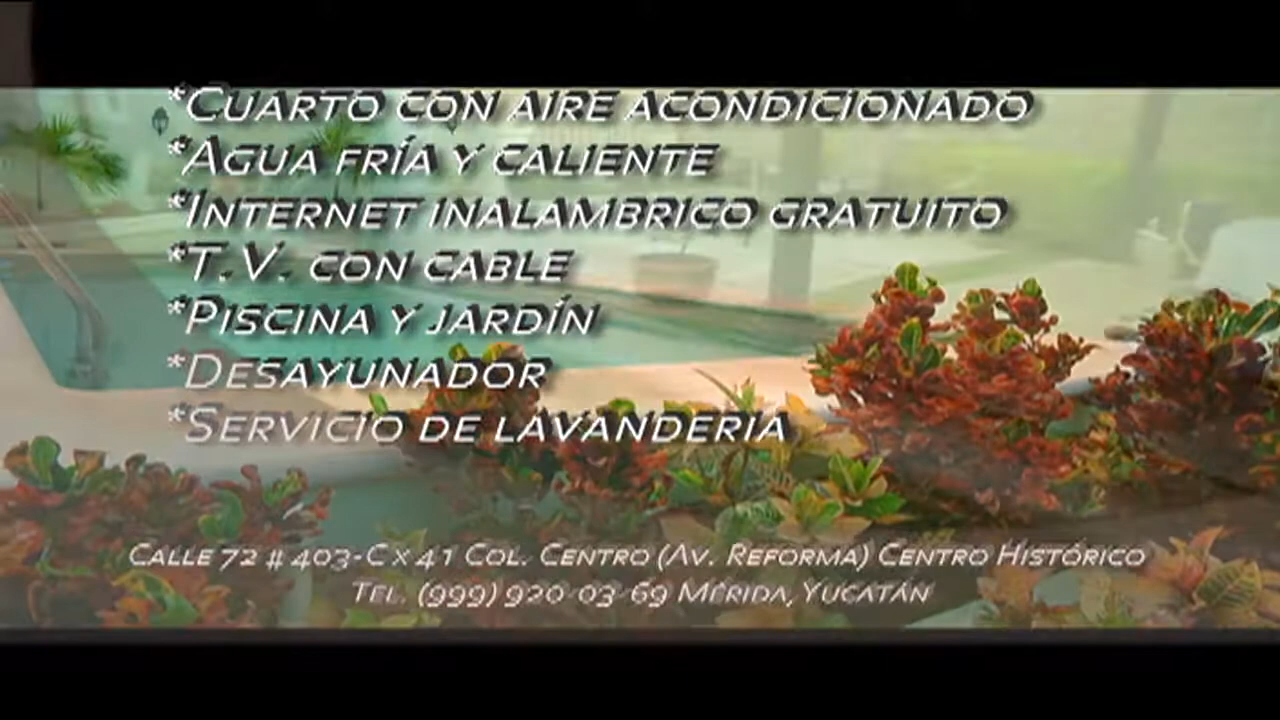 *Cuarto con aire acondicionado
*Agua fría y caliente
*Internet inalambrico gratuito
*T.V. con cable
*Piscina y jardín
*Desayunador
*Servicio de lavanderia
Calle 72 # 403-C x 41 Col. Centro (Av. Reforma) Centro Histórico
Tel. (999) 920 03 69 Mérida, Yucatán